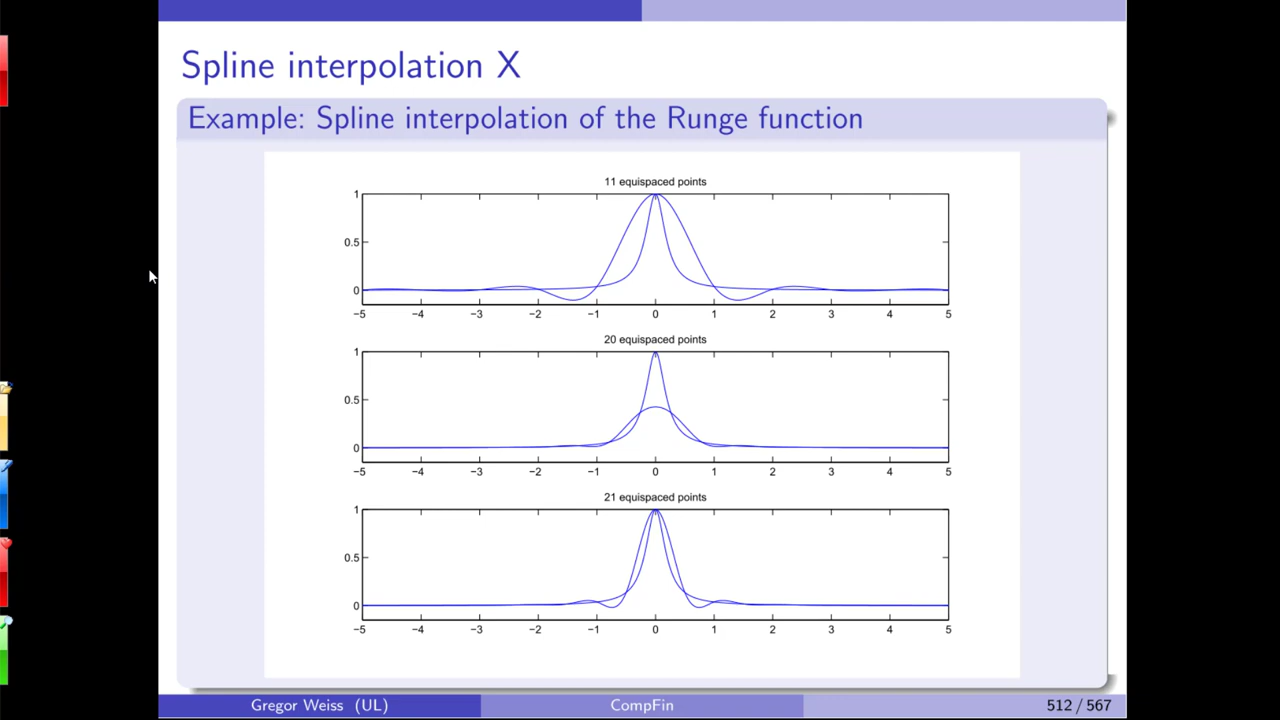 Spline interpolation X
Example: Spline interpolation of the Runge function
11 equispaced points
1
0.5
0
−5 −4 −3 −2 −1 0 1 2 3 4 5
20 equispaced points
1
0.5
0
−5 −4 −3 −2 −1 0 1 2 3 4 5
21 equispaced points
1
0.5
0
−5 −4 −3 −2 −1 0 1 2 3 4 5
Gregor Weiss (UL) CompFin 512 / 567